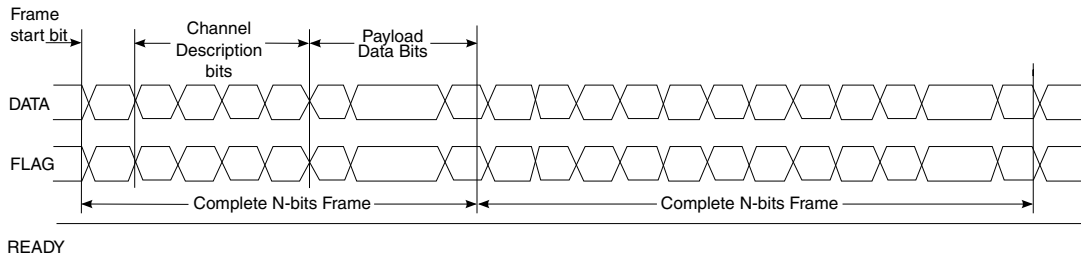 Frame
start bit
Channel
Description
bits
Payload
Data Bits
DATA
FLAG
Complete N-bits Frame
Complete N-bits Frame
READY